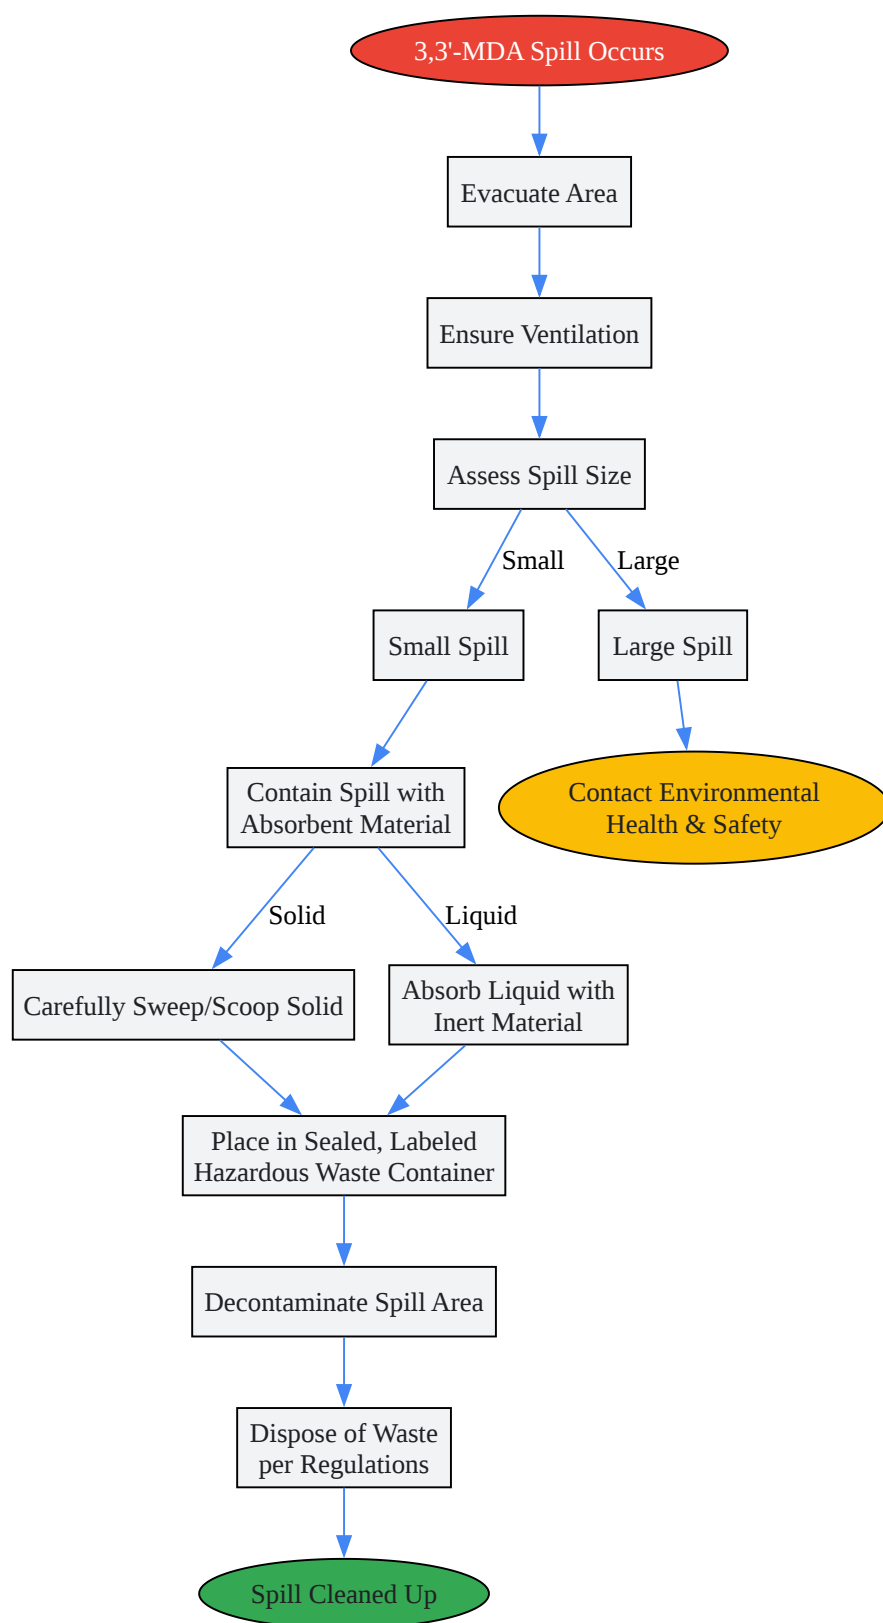 3,3'-MDA Spill Occurs
Evacuate Area
Ensure Ventilation
Assess Spill Size
Small
Large
Small Spill
Large Spill
Contain Spill with
Absorbent Material
Contact Environmental
Health & Safety
Solid
Liquid
Carefully Sweep/Scoop Solid
Absorb Liquid with
Inert Material
Place in Sealed, Labeled
Hazardous Waste Container
Decontaminate Spill Area
Dispose of Waste
per Regulations
Spill Cleaned Up